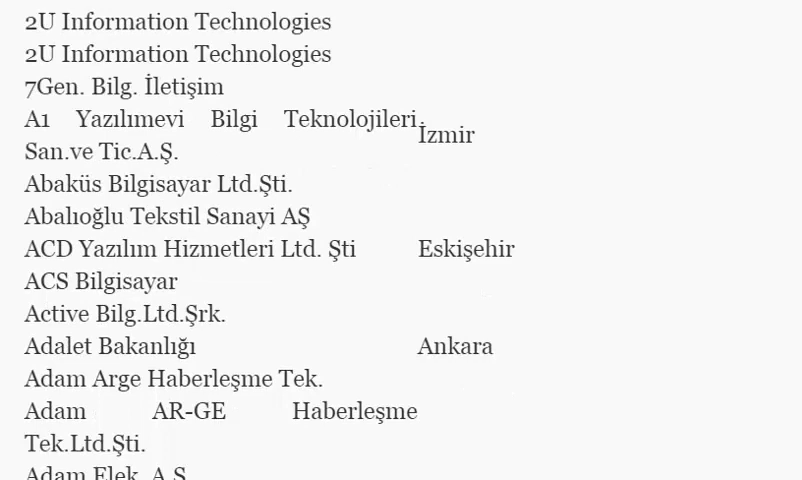 2U Information Technologies
2U Information Technologies
7Gen. Bilg. İletişim
A1 Yazılımevi Bilgi Teknolojileri
San.ve Tic.A.Ş.
İzmir
Abaküs Bilgisayar Ltd.Şti.
Abalıoğlu Tekstil Sanayi AŞ
ACD Yazılım Hizmetleri Ltd. Şti Eskişehir
ACS Bilgisayar
Active Bilg.Ltd.Şrk.
Adalet Bakanlığı Ankara
Adam Arge Haberleşme Tek.
Adam AR-GE Haberleşme
Tek.Ltd.Şti.
Adam Elek. A.Ş.